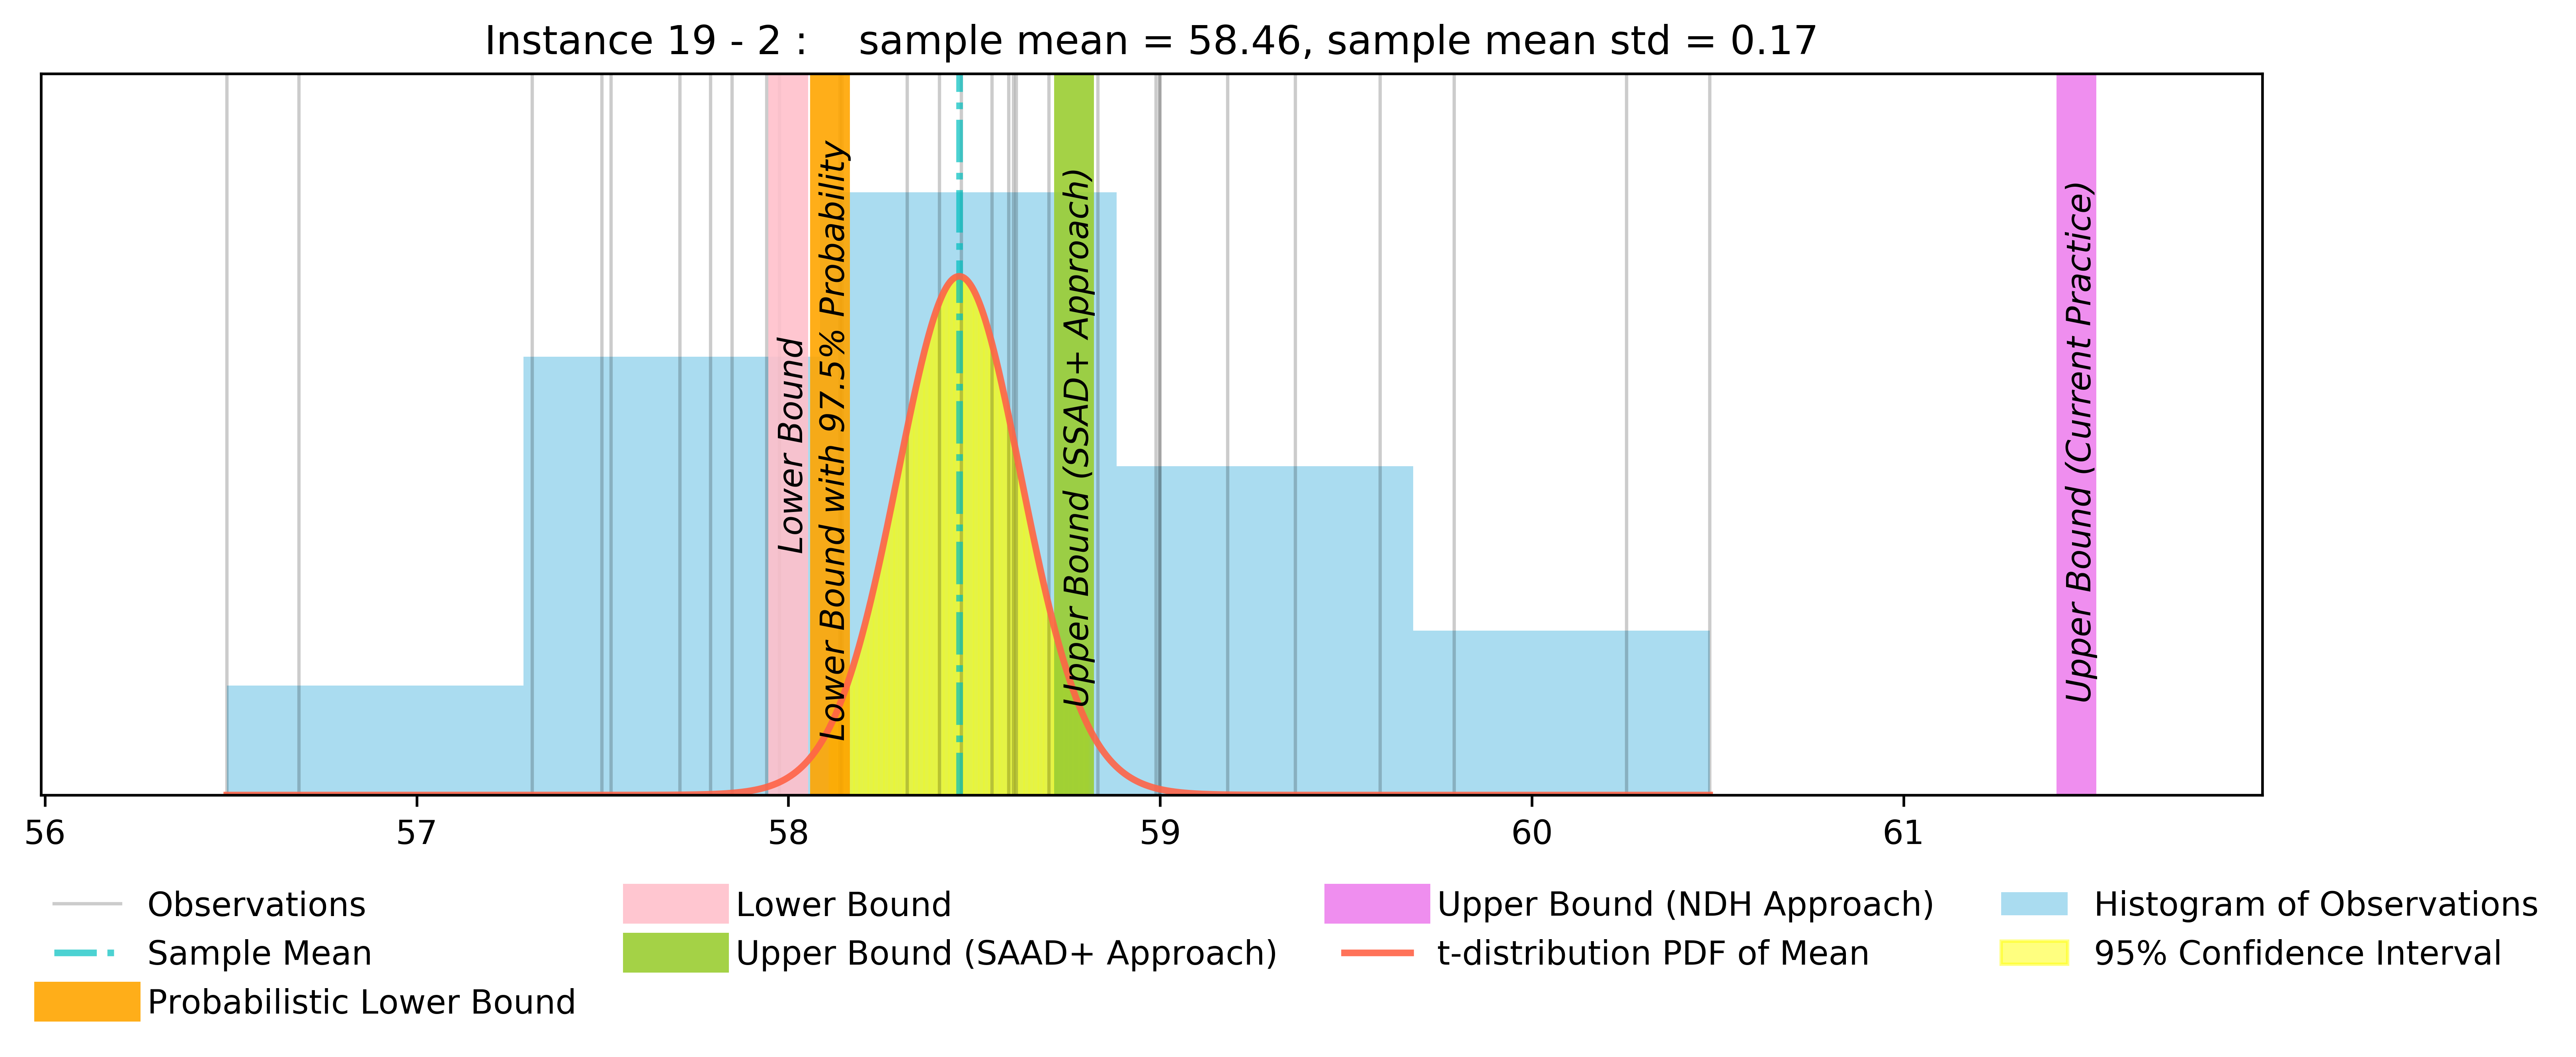 Instance 19 - 2 :    sample mean = 58.46, sample mean std = 0.17
Lower Bound
Lower Bound with 97.5% Probability
Upper Bound (SSAD+ Approach)
Upper Bound (Current Practice)
56 57 58 59 60 61
Observations
Sample Mean
Probabilistic Lower Bound
Lower Bound
Upper Bound (SAAD+ Approach)
Upper Bound (NDH Approach)
t-distribution PDF of Mean
Histogram of Observations
95% Confidence Interval